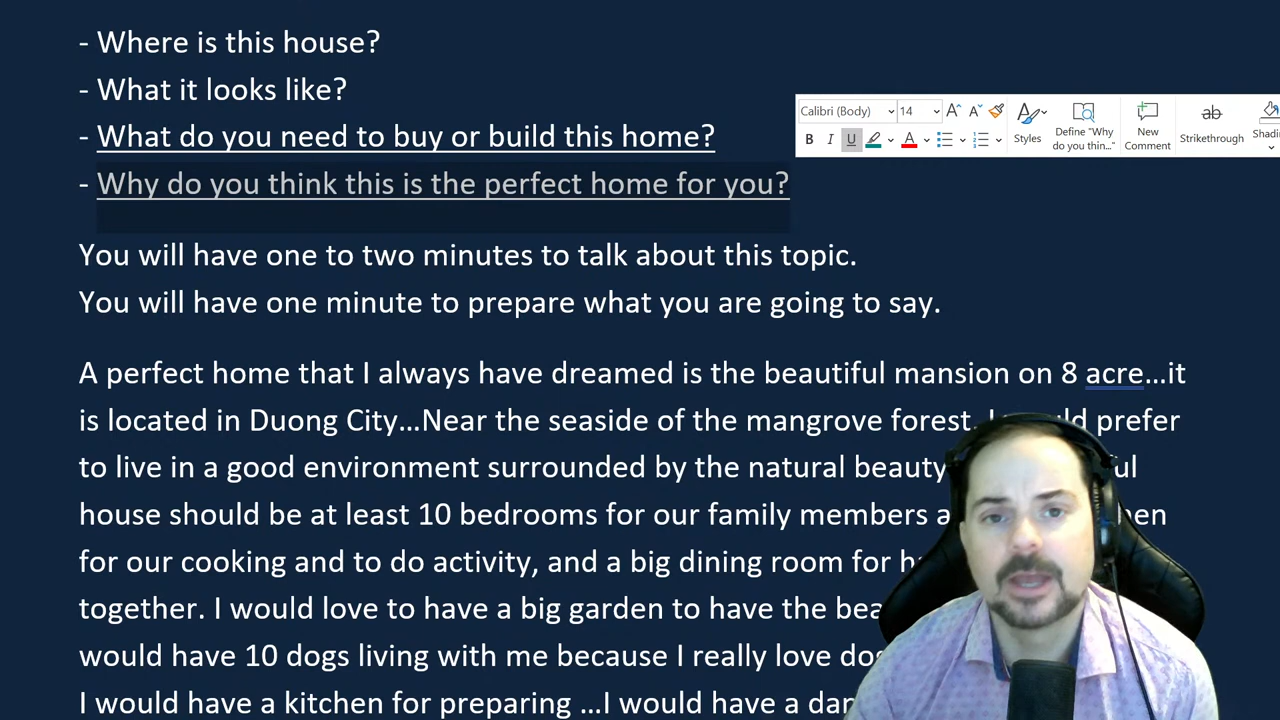 - Where is this house?
- What it looks like?
- What do you need to buy or build this home?
- Why do you think this is the perfect home for you?
Calibri (Body) 14 A A
B I U A Styles Define "Why do you thin..." New Comment ab Strikethrough
You will have one to two minutes to talk about this topic.
You will have one minute to prepare what you are going to say.
A perfect home that I always have dreamed is the beautiful mansion on 8 acre...it
is located in Duong City...Near the seaside of the mangrove forest. I prefer
to live in a good environment surrounded by the natural beauty
house should be at least 10 bedrooms for our family members
for our cooking and to do activity, and a big dining room for
together. I would love to have a big garden to have the
would have 10 dogs living with me because I really love
I would have a kitchen for preparing ...I would have a